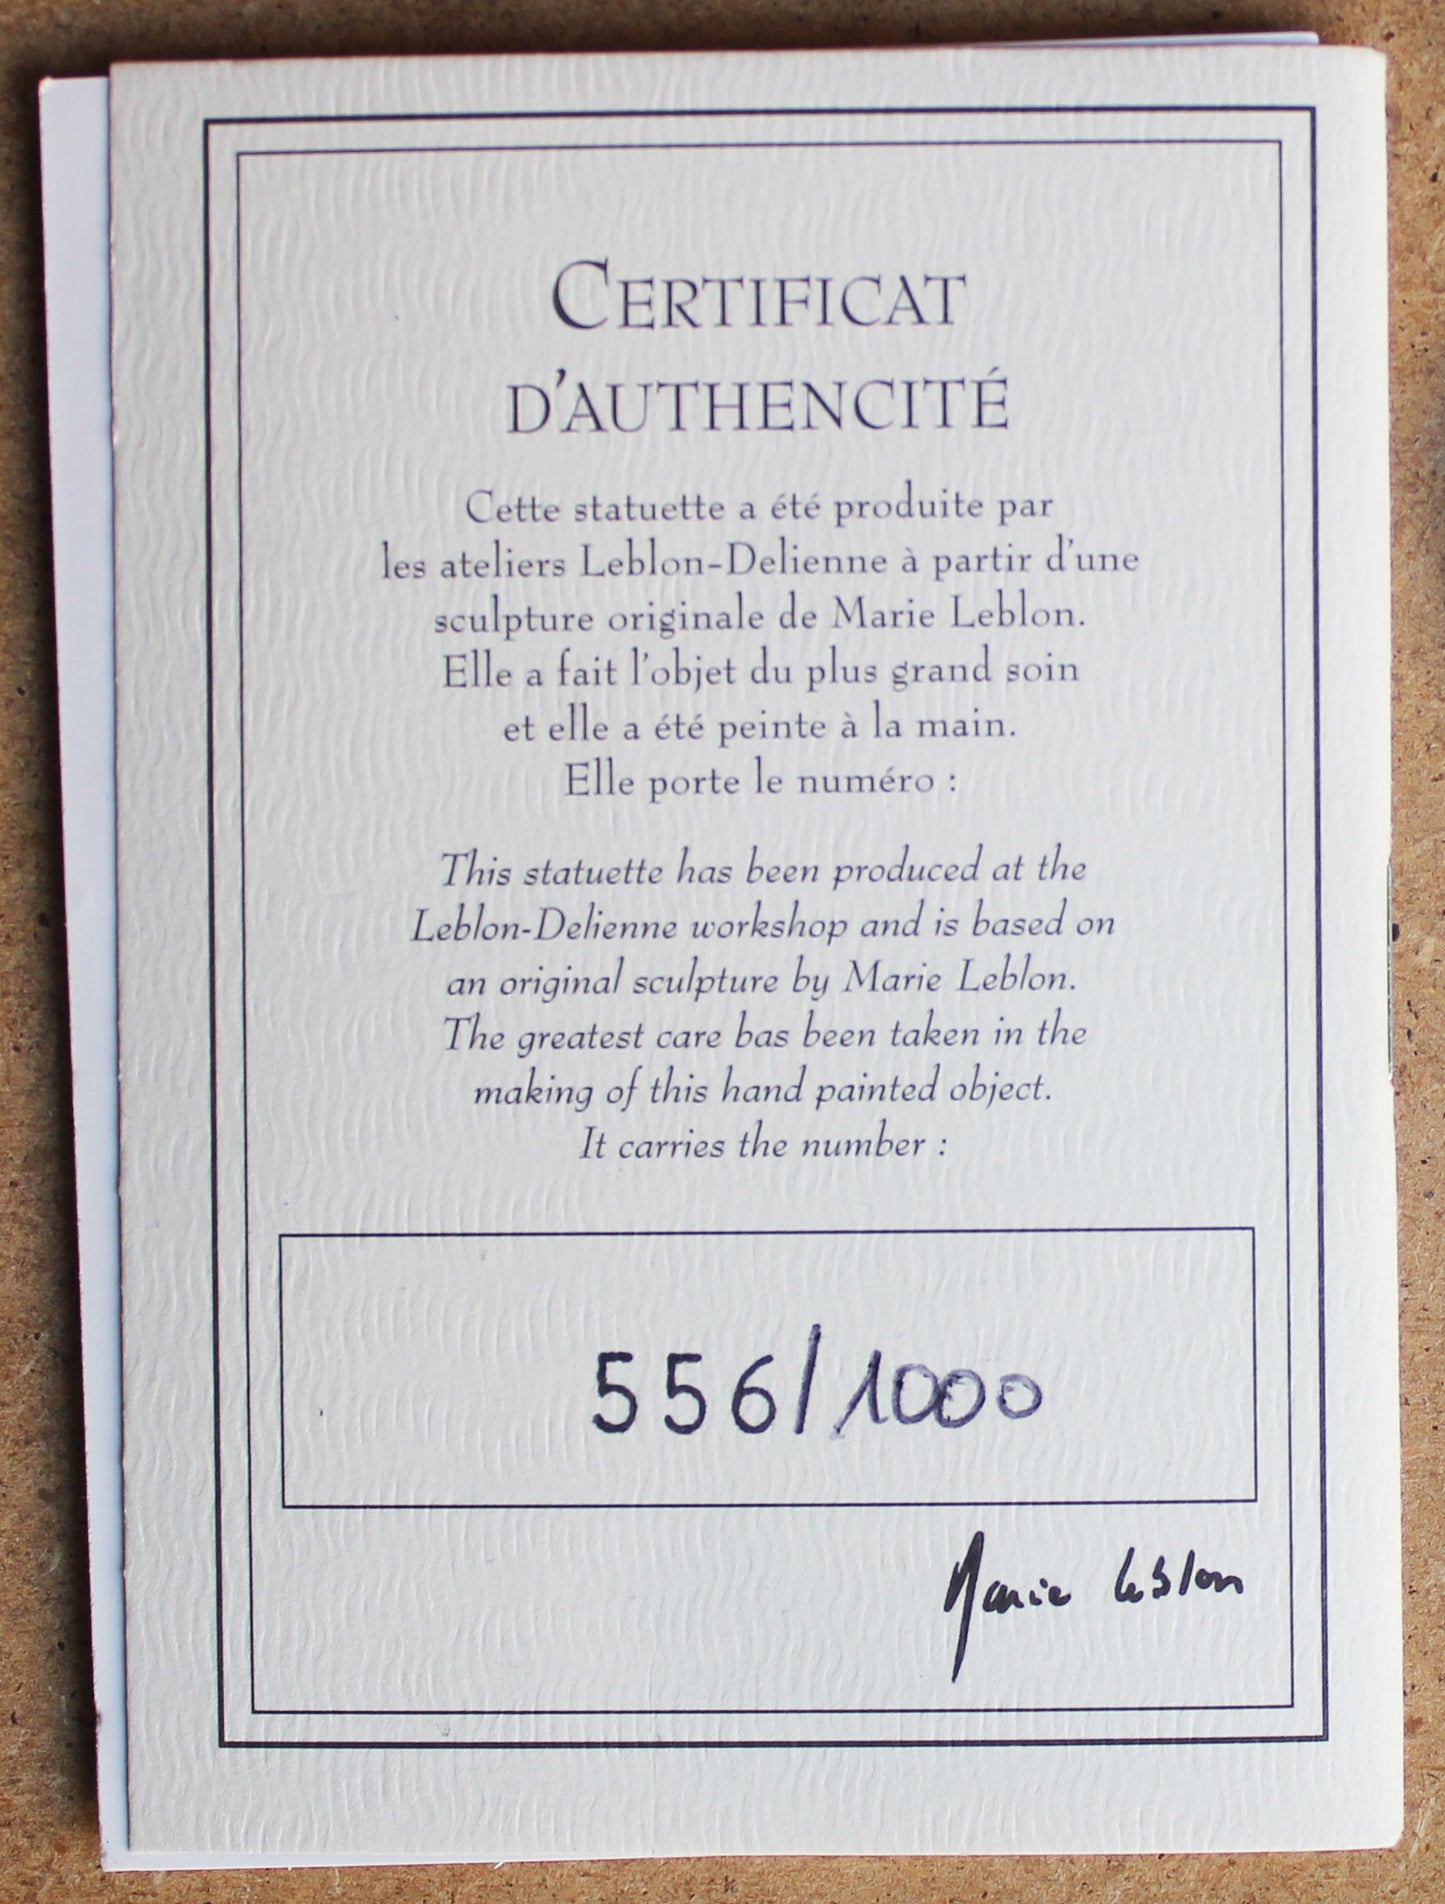 CERTIFICAT
D'AUTHENCITÉ
Cette statuette a été produite par
les ateliers Leblon-Delienne à partir d'une
sculpture originale de Marie Leblon.
Elle a fait l'objet du plus grand soin
et elle a été peinte à la main.
Elle porte le numéro :
This statuette has been produced at the
Leblon-Delienne workshop and is based on
an original sculpture by Marie Leblon.
The greatest care bas been taken in the
making of this hand painted object.
It carries the number :
556/1000
Marie Leblon